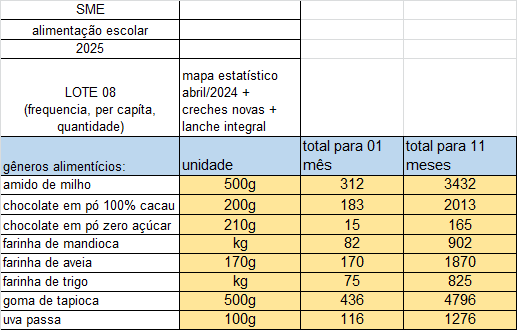 SME
alimentação escolar
2025
LOTE 08
(frequencia, per capíta,
quantidade)
mapa estatístico
abril/2024 +
creches novas +
lanche integral
gêneros alimentícios: unidade total para 01 mês total para 11 meses
amido de milho 500g 312 3432
chocolate em pó 100% cacau 200g 183 2013
chocolate em pó zero açúcar 210g 15 165
farinha de mandioca kg 82 902
farinha de aveia 170g 170 1870
farinha de trigo kg 75 825
goma de tapioca 500g 436 4796
uva passa 100g 116 1276